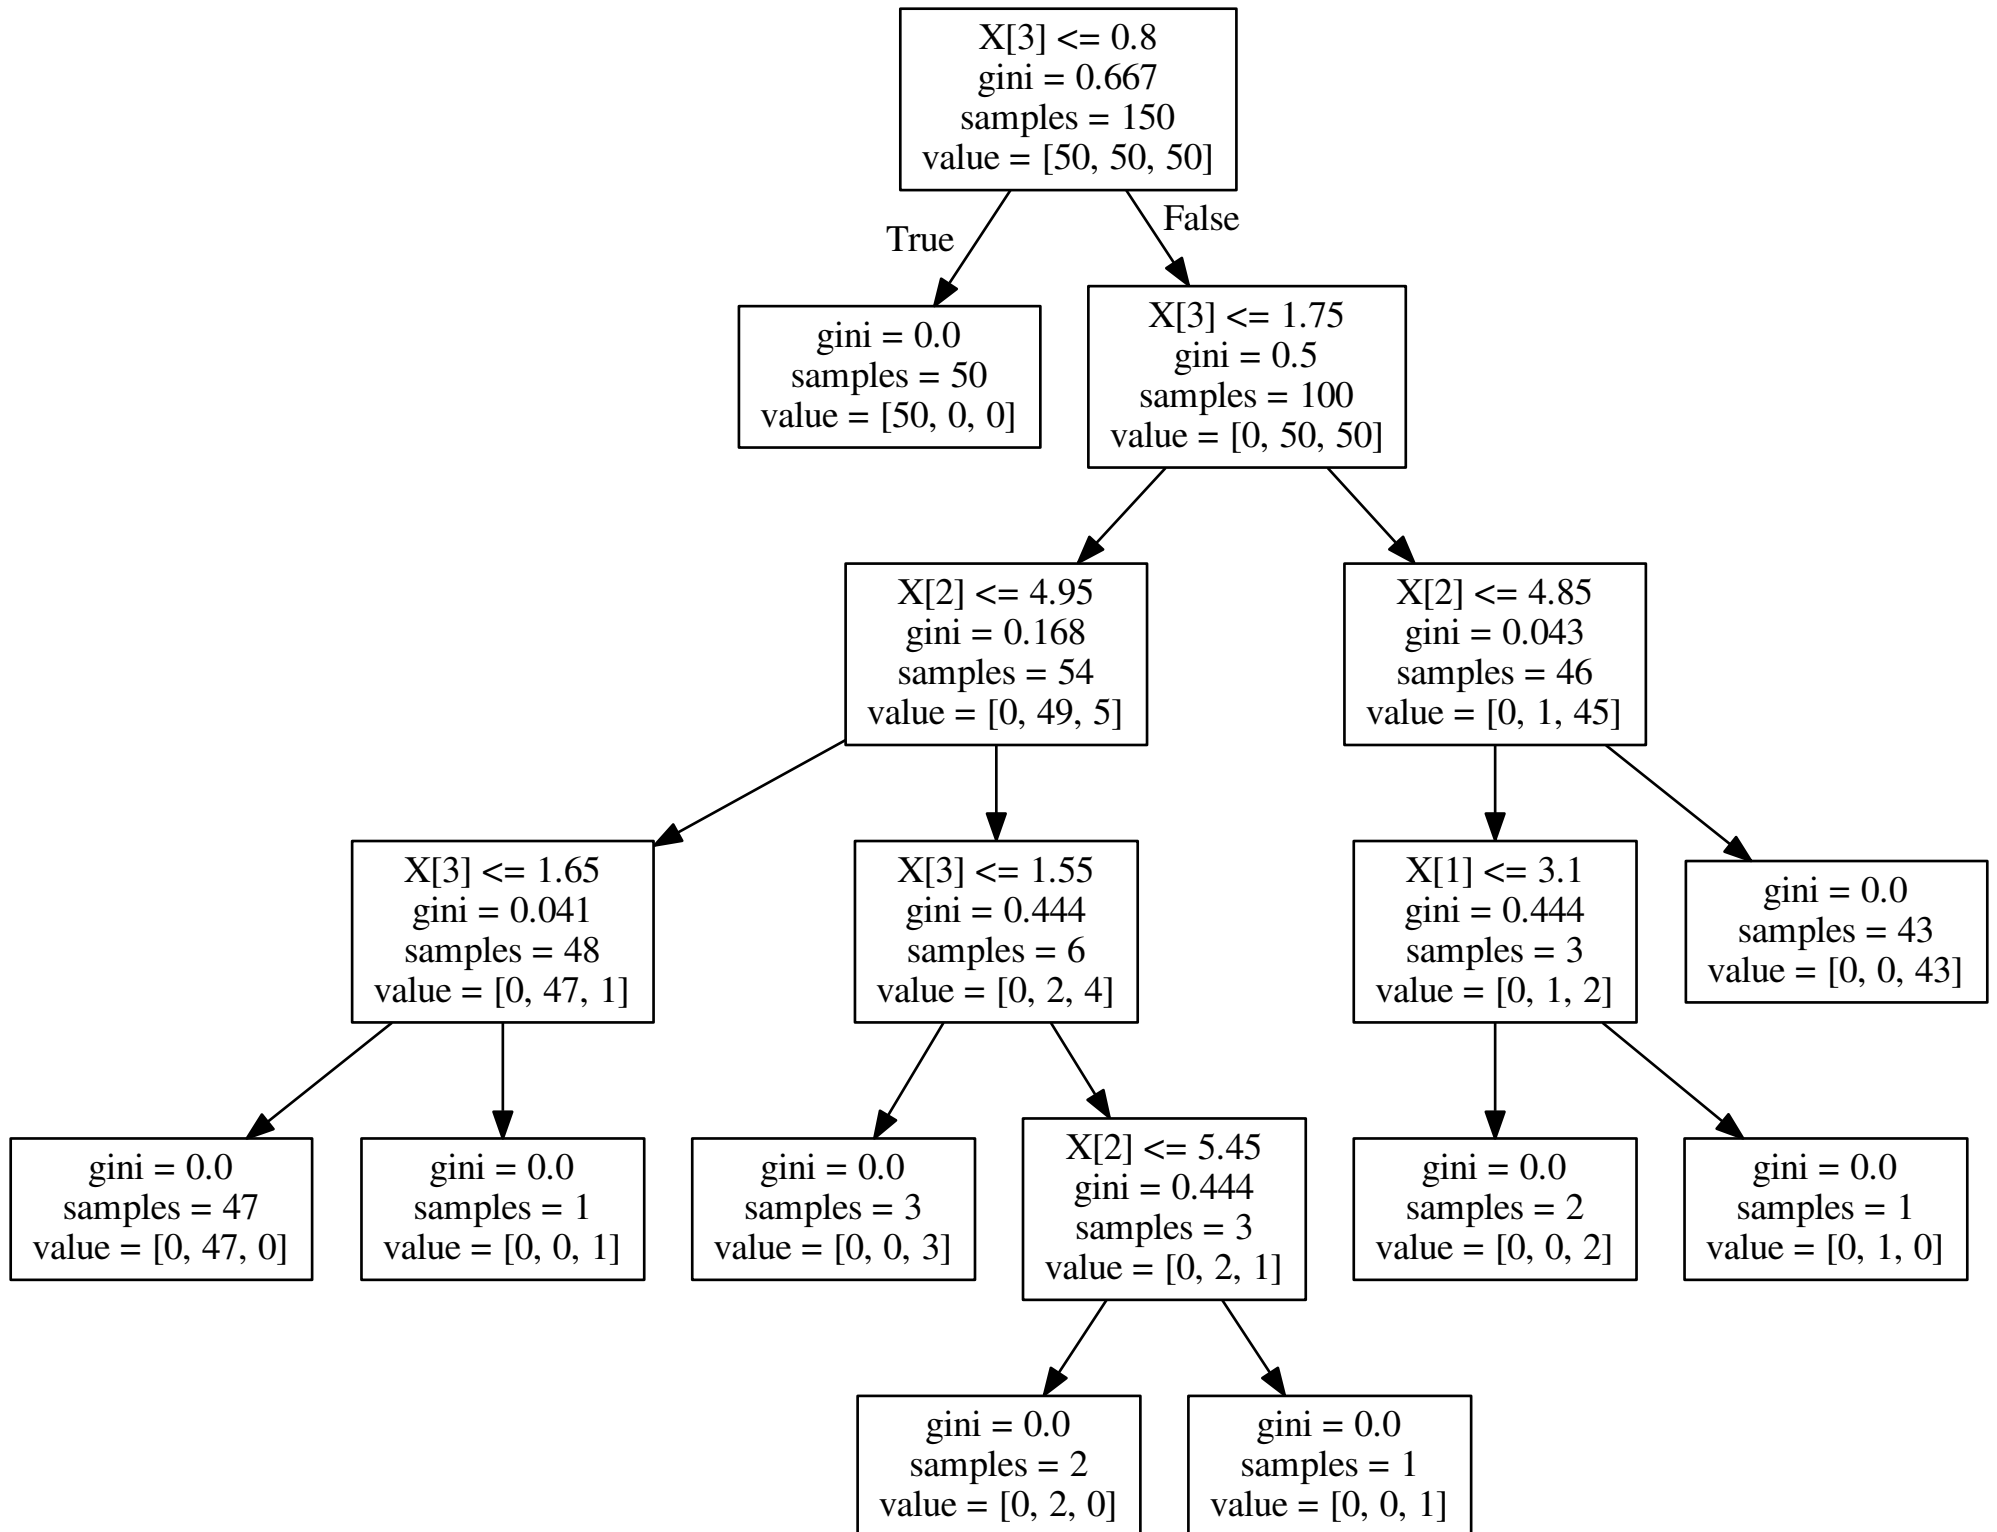 X[3] <= 0.8
gini = 0.667
samples = 150
value = [50, 50, 50]
True
False
gini = 0.0
samples = 50
value = [50, 0, 0]
X[3] <= 1.75
gini = 0.5
samples = 100
value = [0, 50, 50]
X[2] <= 4.95
gini = 0.168
samples = 54
value = [0, 49, 5]
X[2] <= 4.85
gini = 0.043
samples = 46
value = [0, 1, 45]
X[3] <= 1.65
gini = 0.041
samples = 48
value = [0, 47, 1]
X[3] <= 1.55
gini = 0.444
samples = 6
value = [0, 2, 4]
X[1] <= 3.1
gini = 0.444
samples = 3
value = [0, 1, 2]
gini = 0.0
samples = 43
value = [0, 0, 43]
gini = 0.0
samples = 47
value = [0, 47, 0]
gini = 0.0
samples = 1
value = [0, 0, 1]
gini = 0.0
samples = 3
value = [0, 0, 3]
X[2] <= 5.45
gini = 0.444
samples = 3
value = [0, 2, 1]
gini = 0.0
samples = 2
value = [0, 0, 2]
gini = 0.0
samples = 1
value = [0, 1, 0]
gini = 0.0
samples = 2
value = [0, 2, 0]
gini = 0.0
samples = 1
value = [0, 0, 1]